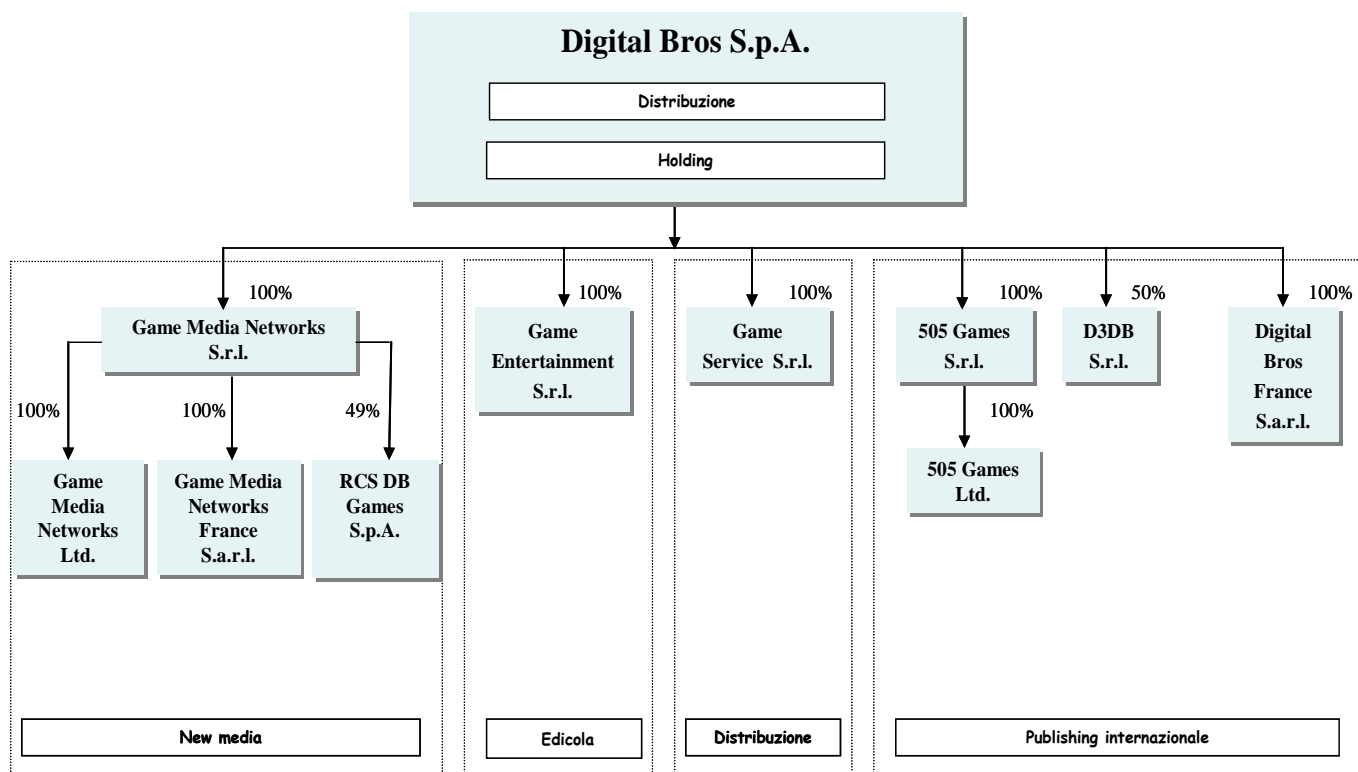 Digital Bros S.p.A.
Distribuzione
Holding
100%
Game Media Networks
S.r.l.
100%
100%
49%
Game
Media
Networks
Ltd.
Game Media
Networks
France
S.a.r.l.
RCS DB
Games
S.p.A.
New media
100%
Game
Entertainment
S.r.l.
Edicola
100%
Game
Service S.r.l.
Distribuzione
100%
505 Games
S.r.l.
100%
505 Games
Ltd.
50%
D3DB
S.r.l.
100%
Digital
Bros
France
S.a.r.l.
Publishing internazionale